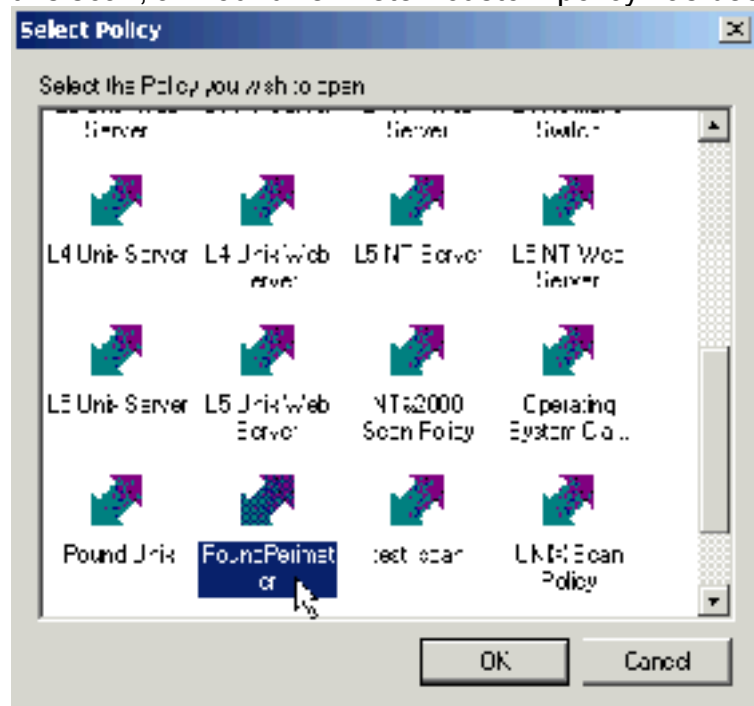 Select Policy
Select the Policy you wish to open
Server Server Switch
L4 Unix Server L4 Unix Web L5 NT Server L5 NT Web
erver Server
L5 Unix Server L5 Unix Web NT&2000 Operating
Server Scan Policy System Cla...
Pound Unix PoundPerimet test scan UNIX Scan
er Policy
OK Cancel